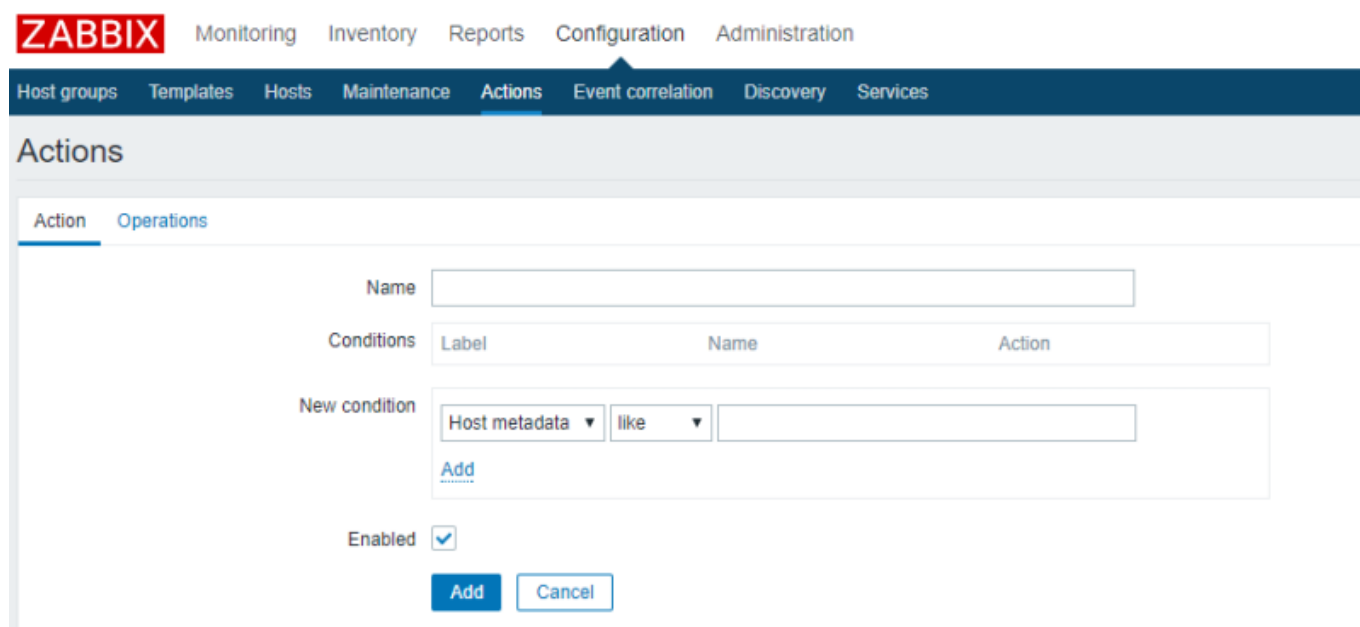 ZABBIX Monitoring Inventory Reports Configuration Administration
Host groups Templates Hosts Maintenance Actions Event correlation Discovery Services
Actions
Action Operations
Name
Conditions Label Name Action
New condition
Host metadata like
Add
Enabled
Add Cancel